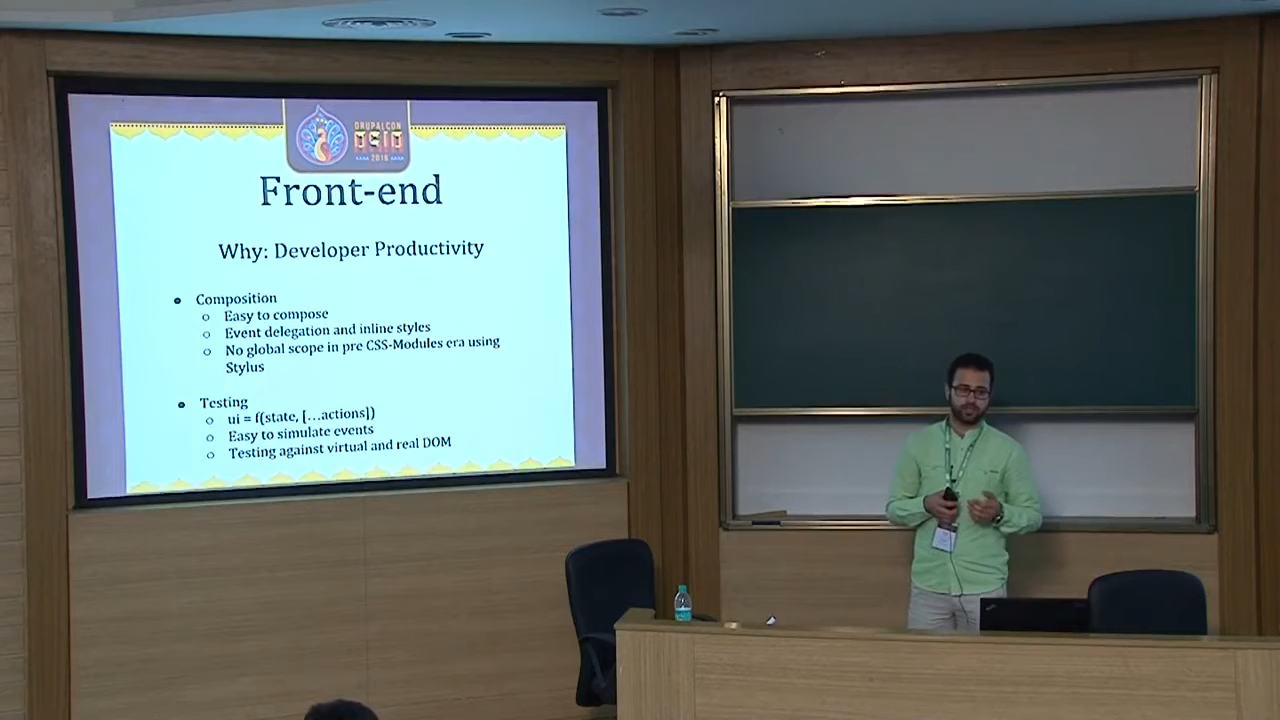 DRUPALCON
ASIA
2016
Front-end
Why: Developer Productivity
Composition
Easy to compose
Event delegation and inline styles
No global scope in pre CSS-Modules era using
Stylus
Testing
ui = f(state, [...actions])
Easy to simulate events
Testing against virtual and real DOM